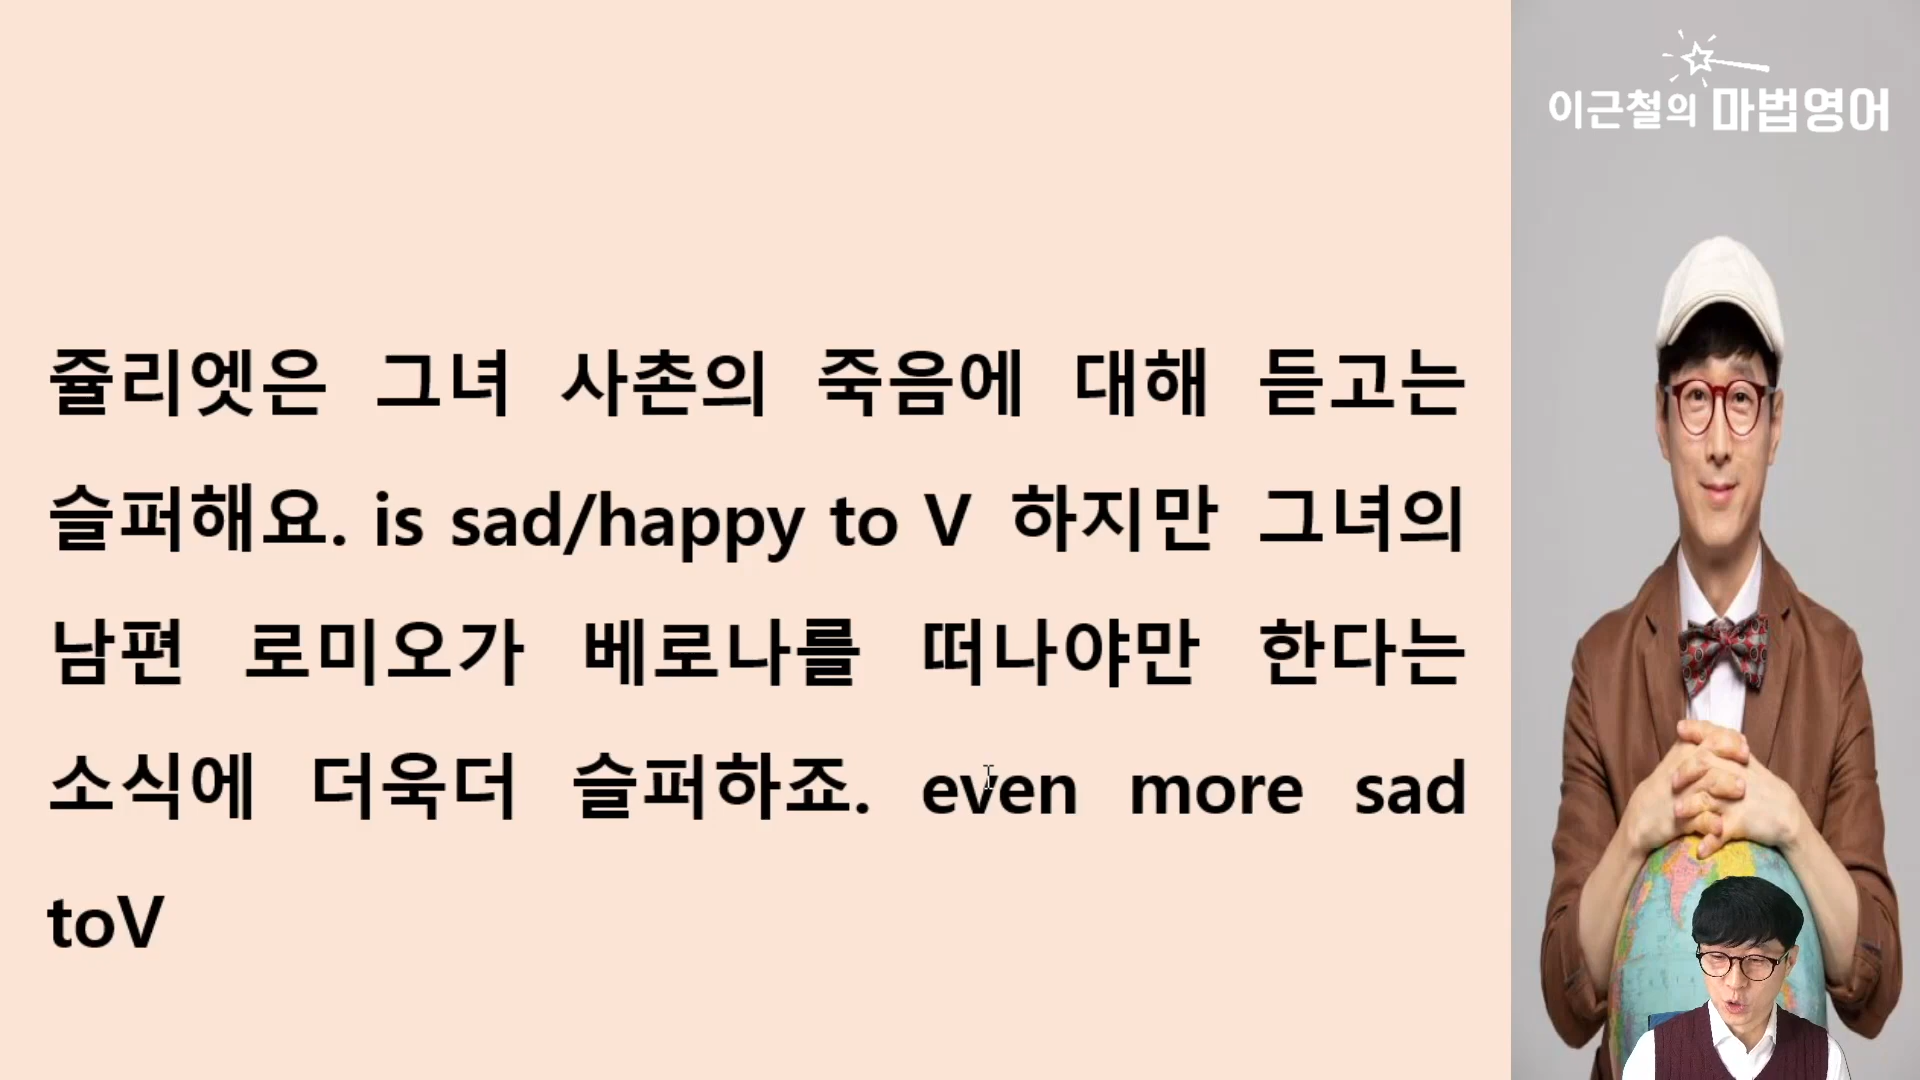 이근철의 마법영어
쥴리엣은 그녀 사촌의 죽음에 대해 듣고는
슬퍼해요. is sad/happy to V 하지만 그녀의
남편 로미오가 베로나를 떠나야만 한다는
소식에 더욱더 슬퍼하죠. even more sad
toV